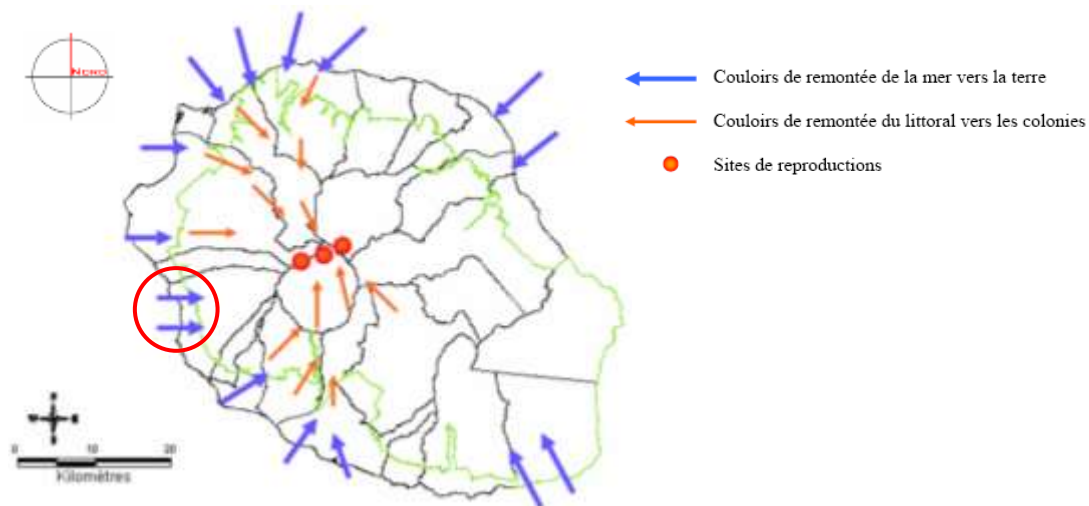 NORD
Couloirs de remontée de la mer vers la terre
Couloirs de remontée du littoral vers les colonies
Sites de reproductions
0 10 20
Kilomètres